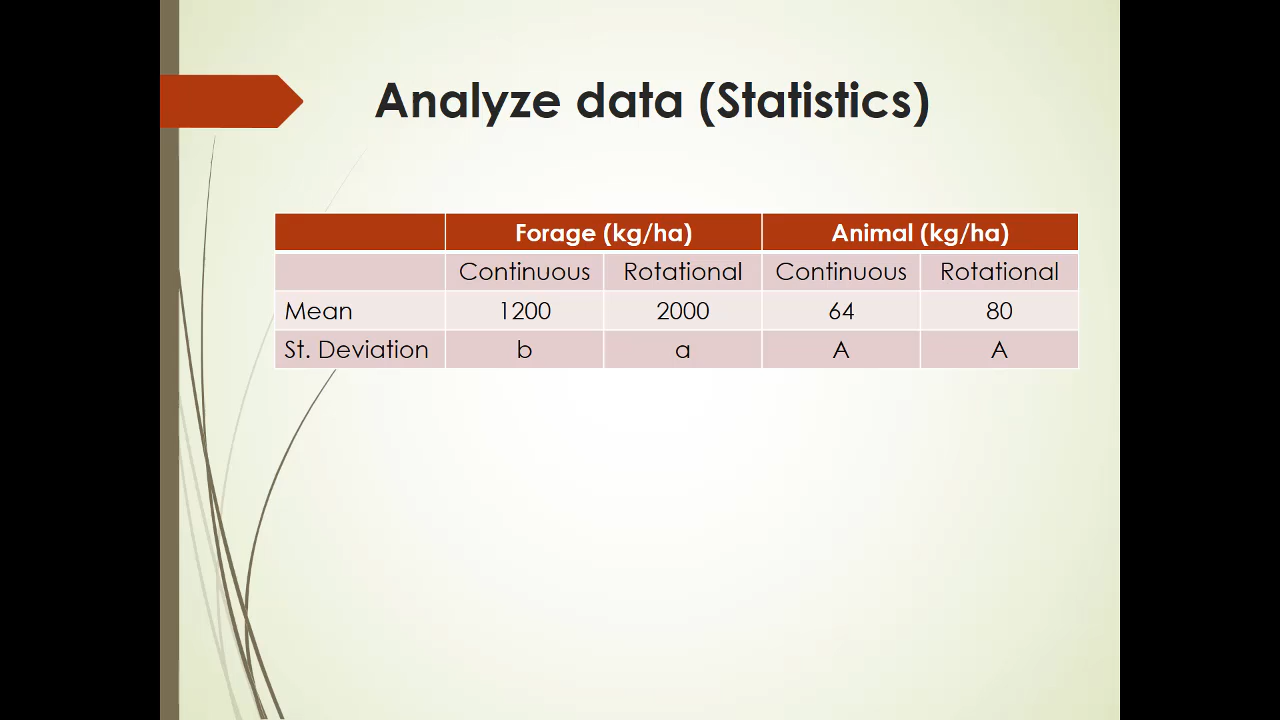 Analyze data (Statistics)
Forage (kg/ha) Animal (kg/ha)
Continuous Rotational Continuous Rotational
Mean 1200 2000 64 80
St. Deviation b a A A